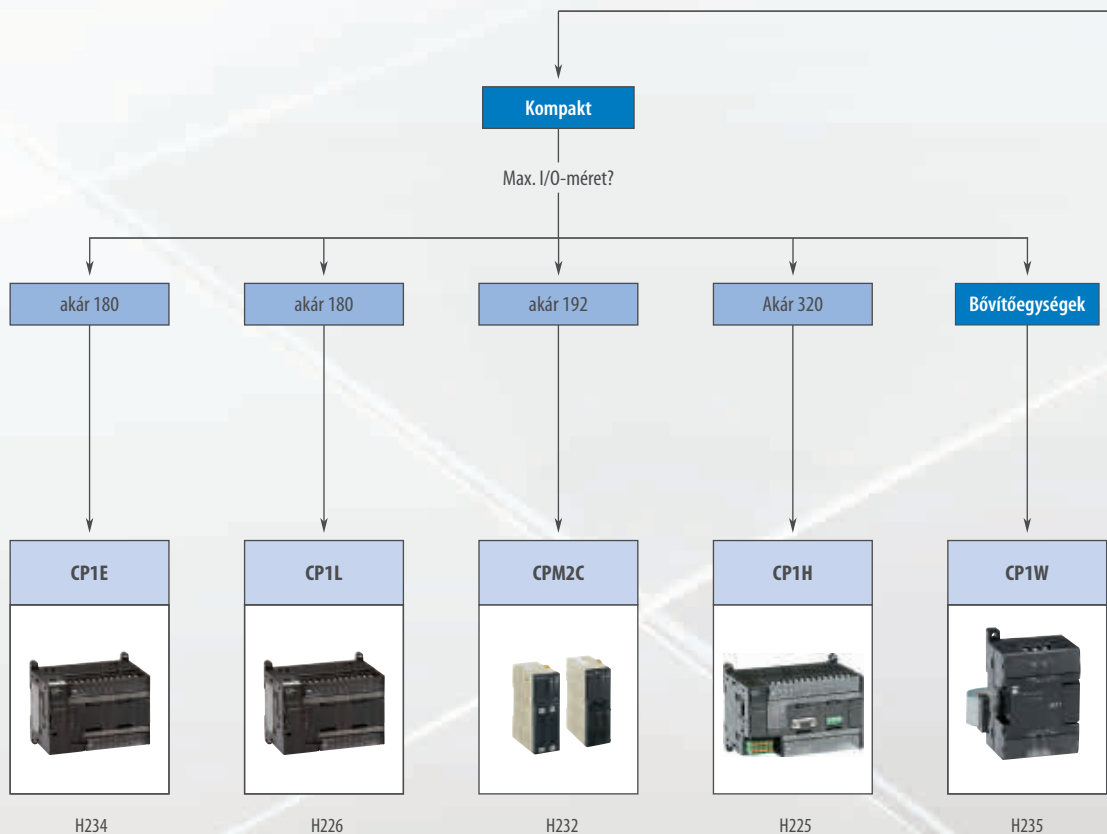 Kompakt
Max. I/O-méret?
akár 180
akár 180
akár 192
Akár 320
Bővítőegységek
CP1E
CP1L
CPM2C
CP1H
CP1W
H234
H226
H232
H225
H235